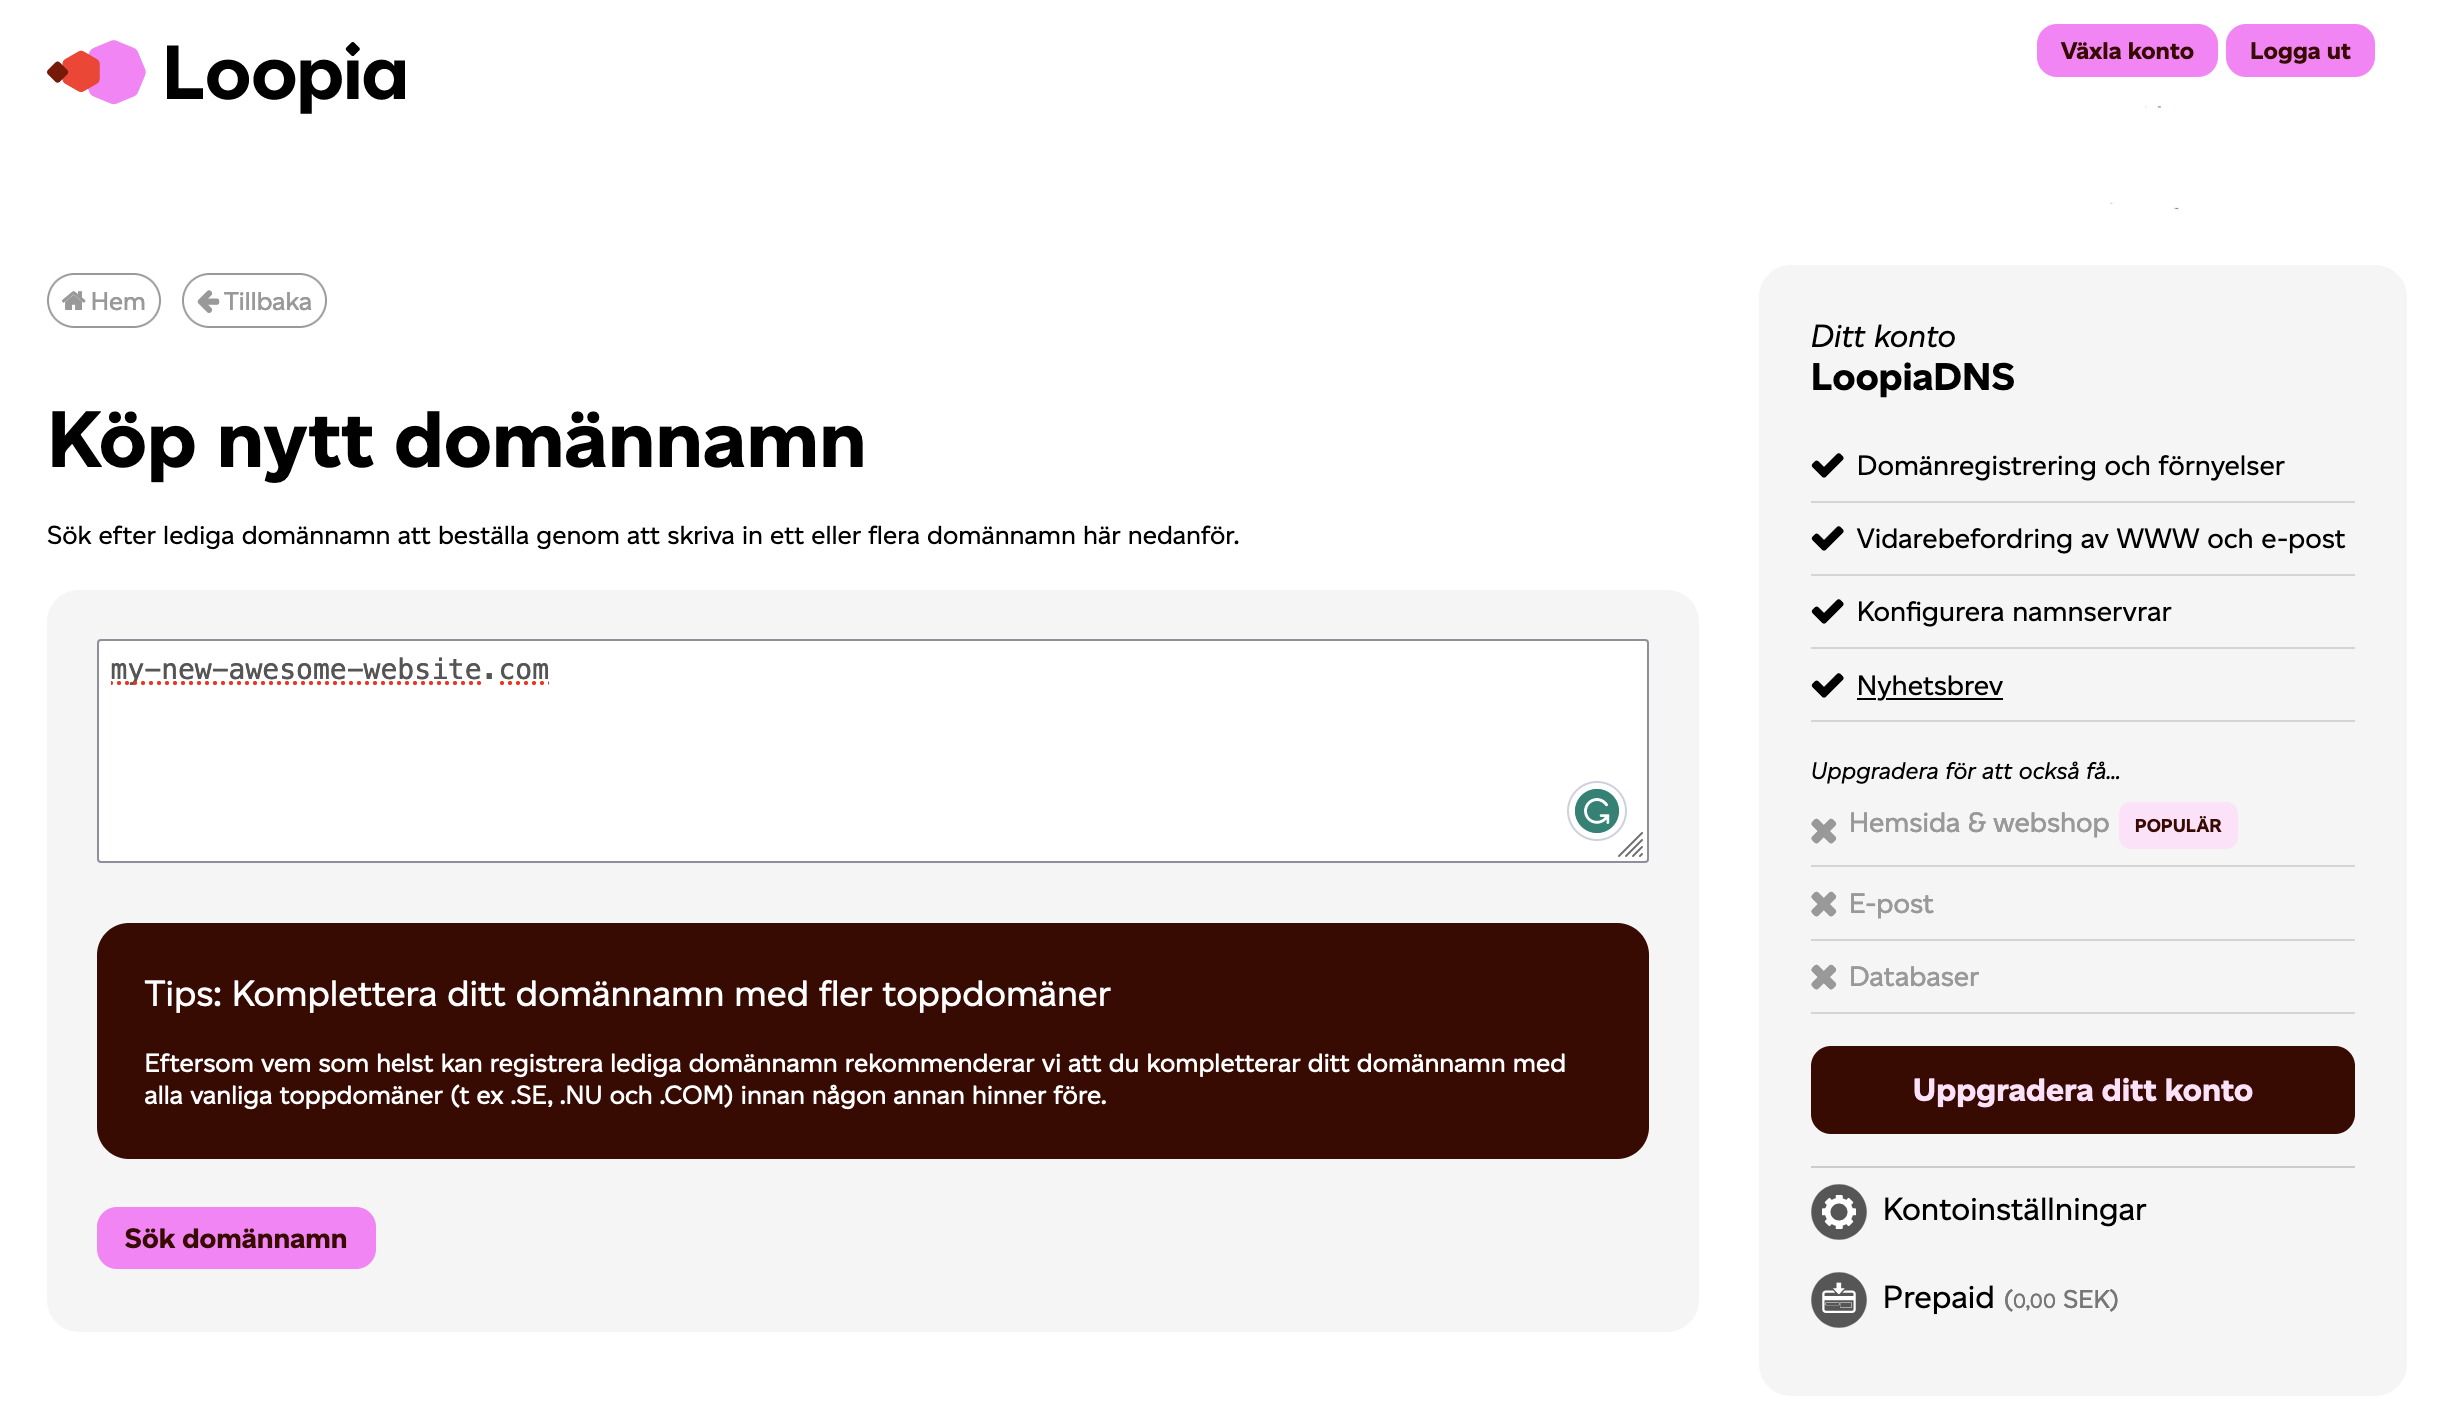 Loopia
Växla konto
Logga ut
Hem
Tillbaka
Köp nytt domännamn
Sök efter lediga domännamn att beställa genom att skriva in ett eller flera domännamn här nedanför.
my-new-awesome-website.com
Tips: Komplettera ditt domännamn med fler toppdomäner
Eftersom vem som helst kan registrera lediga domännamn rekommenderar vi att du kompletterar ditt domännamn med
alla vanliga toppdomäner (t ex .SE, .NU och .COM) innan någon annan hinner före.
Sök domännamn
Ditt konto
LoopiaDNS
Domänregistrering och förnyelser
Vidarebefordring av WWW och e-post
Konfigurera namnservrar
Nyhetsbrev
Uppgradera för att också få...
Hemsida & webshop POPULÄR
E-post
Databaser
Uppgradera ditt konto
Kontoinställningar
Prepaid (0,00 SEK)